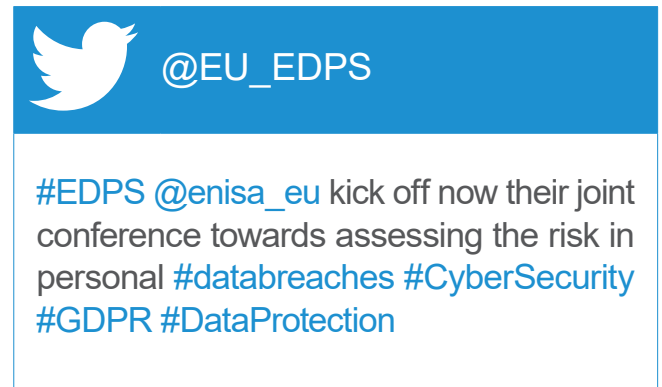 @EU_EDPS
#EDPS @enisa_eu kick off now their joint
conference towards assessing the risk in
personal #databreaches #CyberSecurity
#GDPR #DataProtection